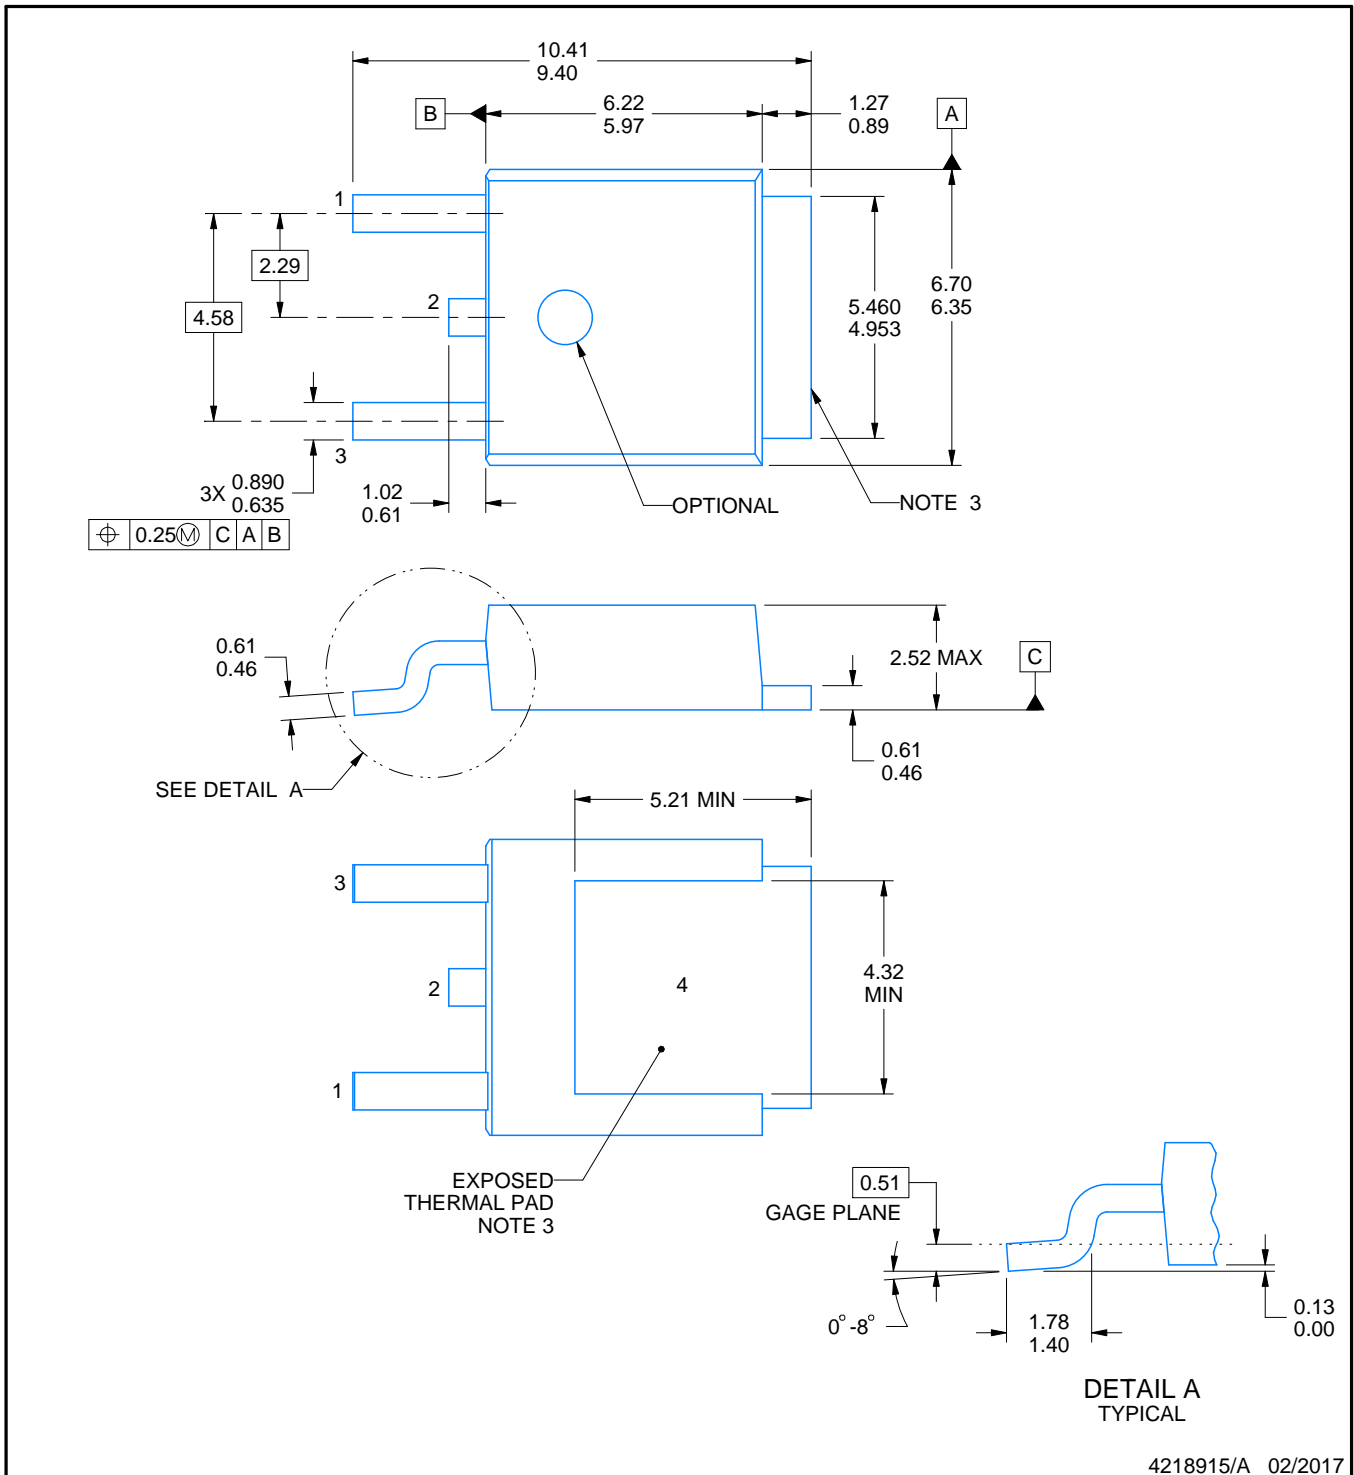 10.41
9.40
B
6.22
5.97
1.27
0.89
A
1
2.29
2
4.58
5.460
4.953
6.70
6.35
3
3X 0.890
0.635
1.02
0.61
OPTIONAL
NOTE 3
⌖ 0.25Ⓜ C A B
0.61
0.46
2.52 MAX
C
0.61
0.46
SEE DETAIL A
5.21 MIN
3
2
4
4.32
MIN
1
EXPOSED
THERMAL PAD
NOTE 3
0.51
GAGE PLANE
0°-8°
1.78
1.40
0.13
0.00
DETAIL A
TYPICAL
4218915/A 02/2017